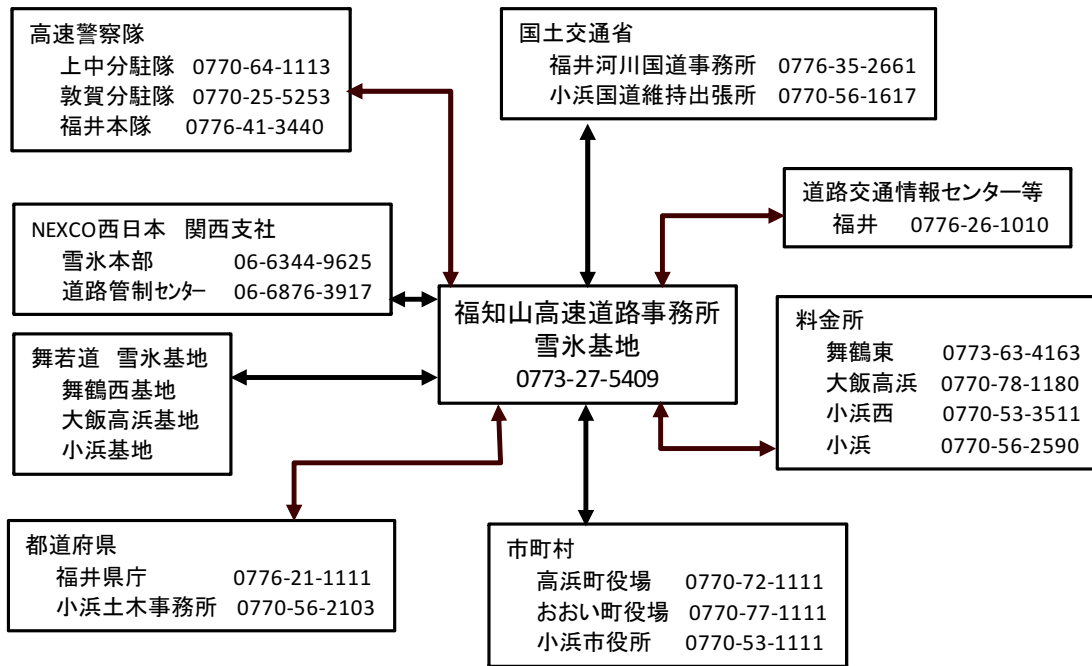 高速警察隊
上中分駐隊 0770-64-1113
敦賀分駐隊 0770-25-5253
福井本隊 0776-41-3440
国土交通省
福井河川国道事務所 0776-35-2661
小浜国道維持出張所 0770-56-1617
道路交通情報センター等
福井 0776-26-1010
NEXCO西日本 関西支社
雪氷本部 06-6344-9625
道路管制センター 06-6876-3917
福知山高速道路事務所
雪氷基地
0773-27-5409
料金所
舞鶴東 0773-63-4163
大飯高浜 0770-78-1180
小浜西 0770-53-3511
小浜 0770-56-2590
舞若道 雪氷基地
舞鶴西基地
大飯高浜基地
小浜基地
都道府県
福井県庁 0776-21-1111
小浜土木事務所 0770-56-2103
市町村
高浜町役場 0770-72-1111
おおい町役場 0770-77-1111
小浜市役所 0770-53-1111